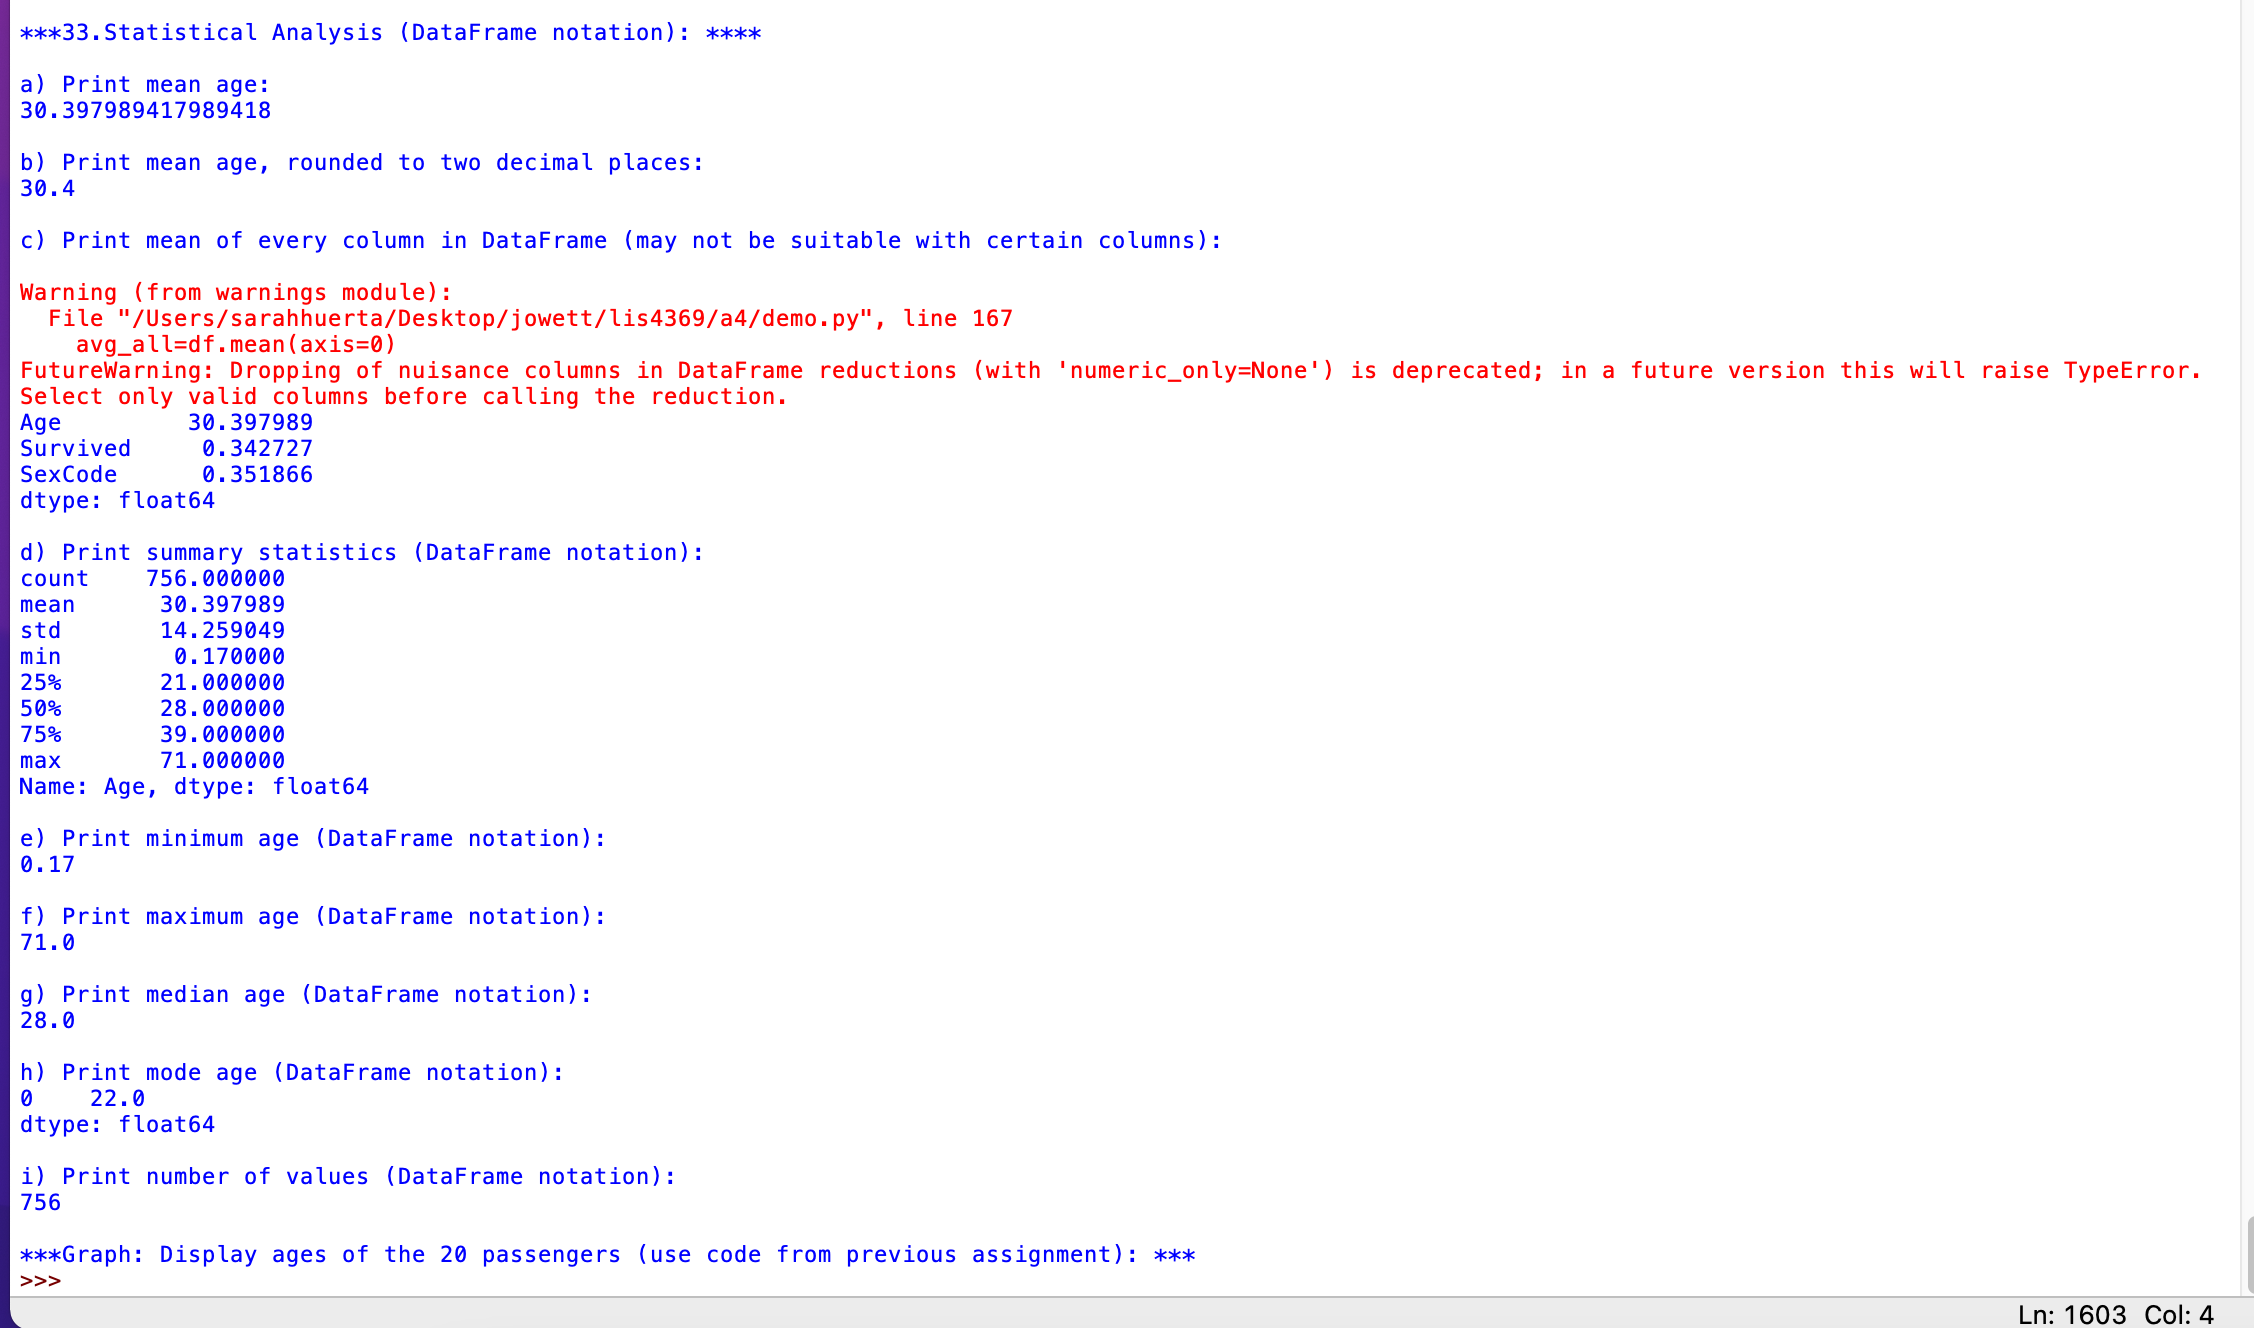 ***33.Statistical Analysis (DataFrame notation): ****
a) Print mean age:
30.397989417989418
b) Print mean age, rounded to two decimal places:
30.4
c) Print mean of every column in DataFrame (may not be suitable with certain columns):
Warning (from warnings module):
  File "/Users/sarahhuerta/Desktop/jowett/lis4369/a4/demo.py", line 167
    avg_all=df.mean(axis=0)
FutureWarning: Dropping of nuisance columns in DataFrame reductions (with 'numeric_only=None') is deprecated; in a future version this will raise TypeError.
Select only valid columns before calling the reduction.
Age         30.397989
Survived     0.342727
SexCode      0.351866
dtype: float64
d) Print summary statistics (DataFrame notation):
count    756.000000
mean      30.397989
std       14.259049
min        0.170000
25%       21.000000
50%       28.000000
75%       39.000000
max       71.000000
Name: Age, dtype: float64
e) Print minimum age (DataFrame notation):
0.17
f) Print maximum age (DataFrame notation):
71.0
g) Print median age (DataFrame notation):
28.0
h) Print mode age (DataFrame notation):
0    22.0
dtype: float64
i) Print number of values (DataFrame notation):
756
***Graph: Display ages of the 20 passengers (use code from previous assignment): ***
>>>
Ln: 1603  Col: 4